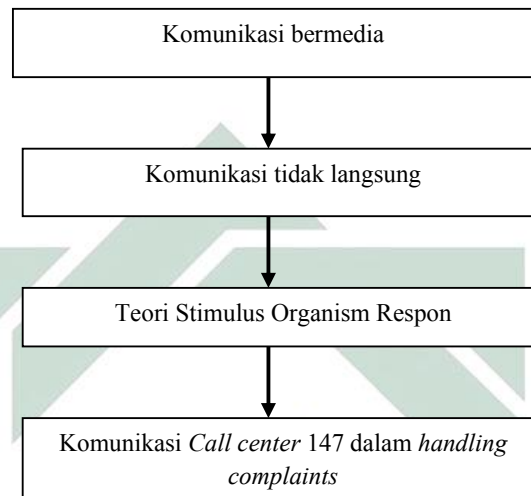 Komunikasi bermedia
Komunikasi tidak langsung
Teori Stimulus Organism Respon
Komunikasi Call center 147 dalam handling
complaints